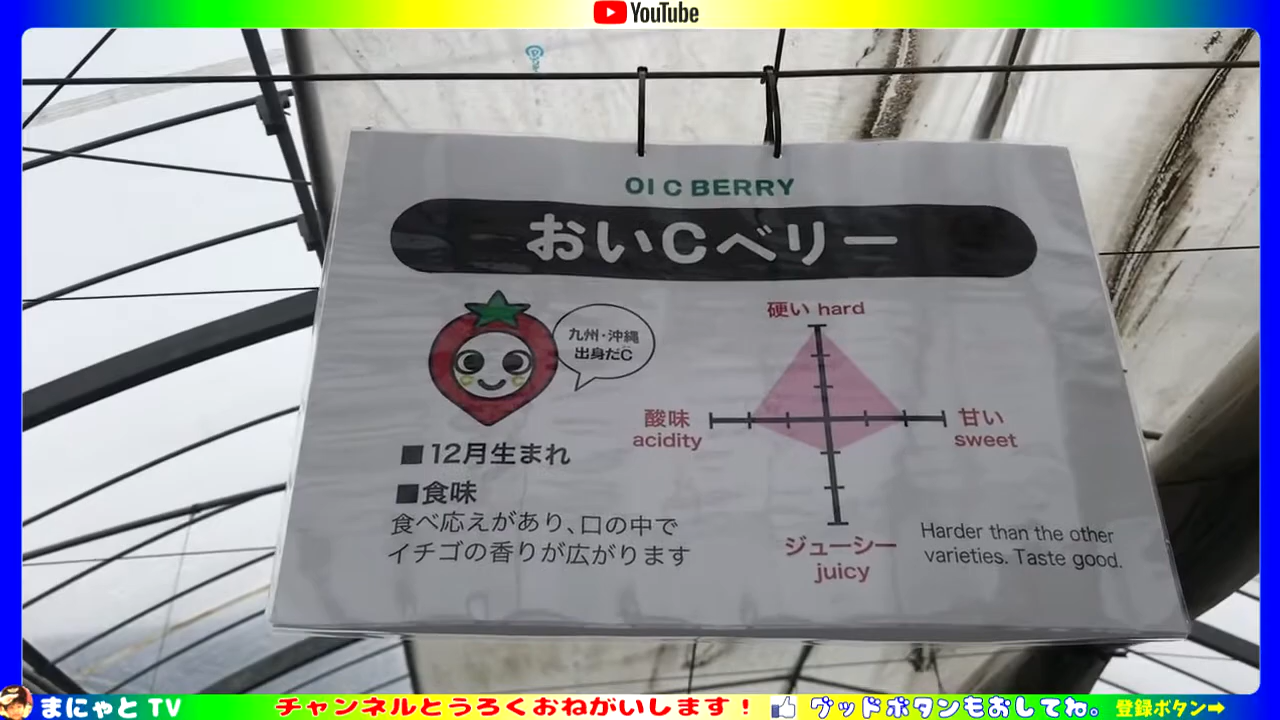 YouTube
OI C BERRY
おいCベリー
九州・沖縄
出身だC
■12月生まれ
■食味
食べ応えがあり、口の中で
イチゴの香りが広がります
硬い hard
酸味
acidity
甘い
sweet
ジューシー
juicy
Harder than the other
varieties. Taste good.
まにゃと TV
チャンネルとうろくおねがいします！
グッドボタンもおしてね。
登録ボタン➡